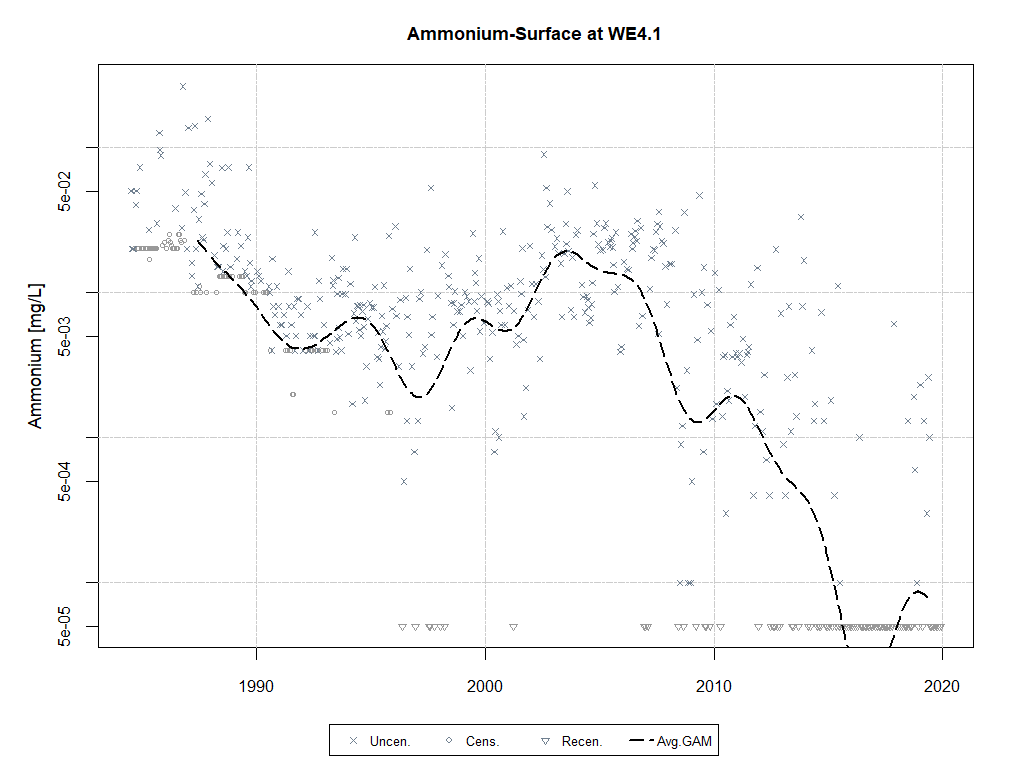 Ammonium-Surface at WE4.1
Ammonium [mg/L]
5e-02
5e-03
5e-04
5e-05
1990 2000 2010 2020
Uncen. Cens. Recen. Avg.GAM